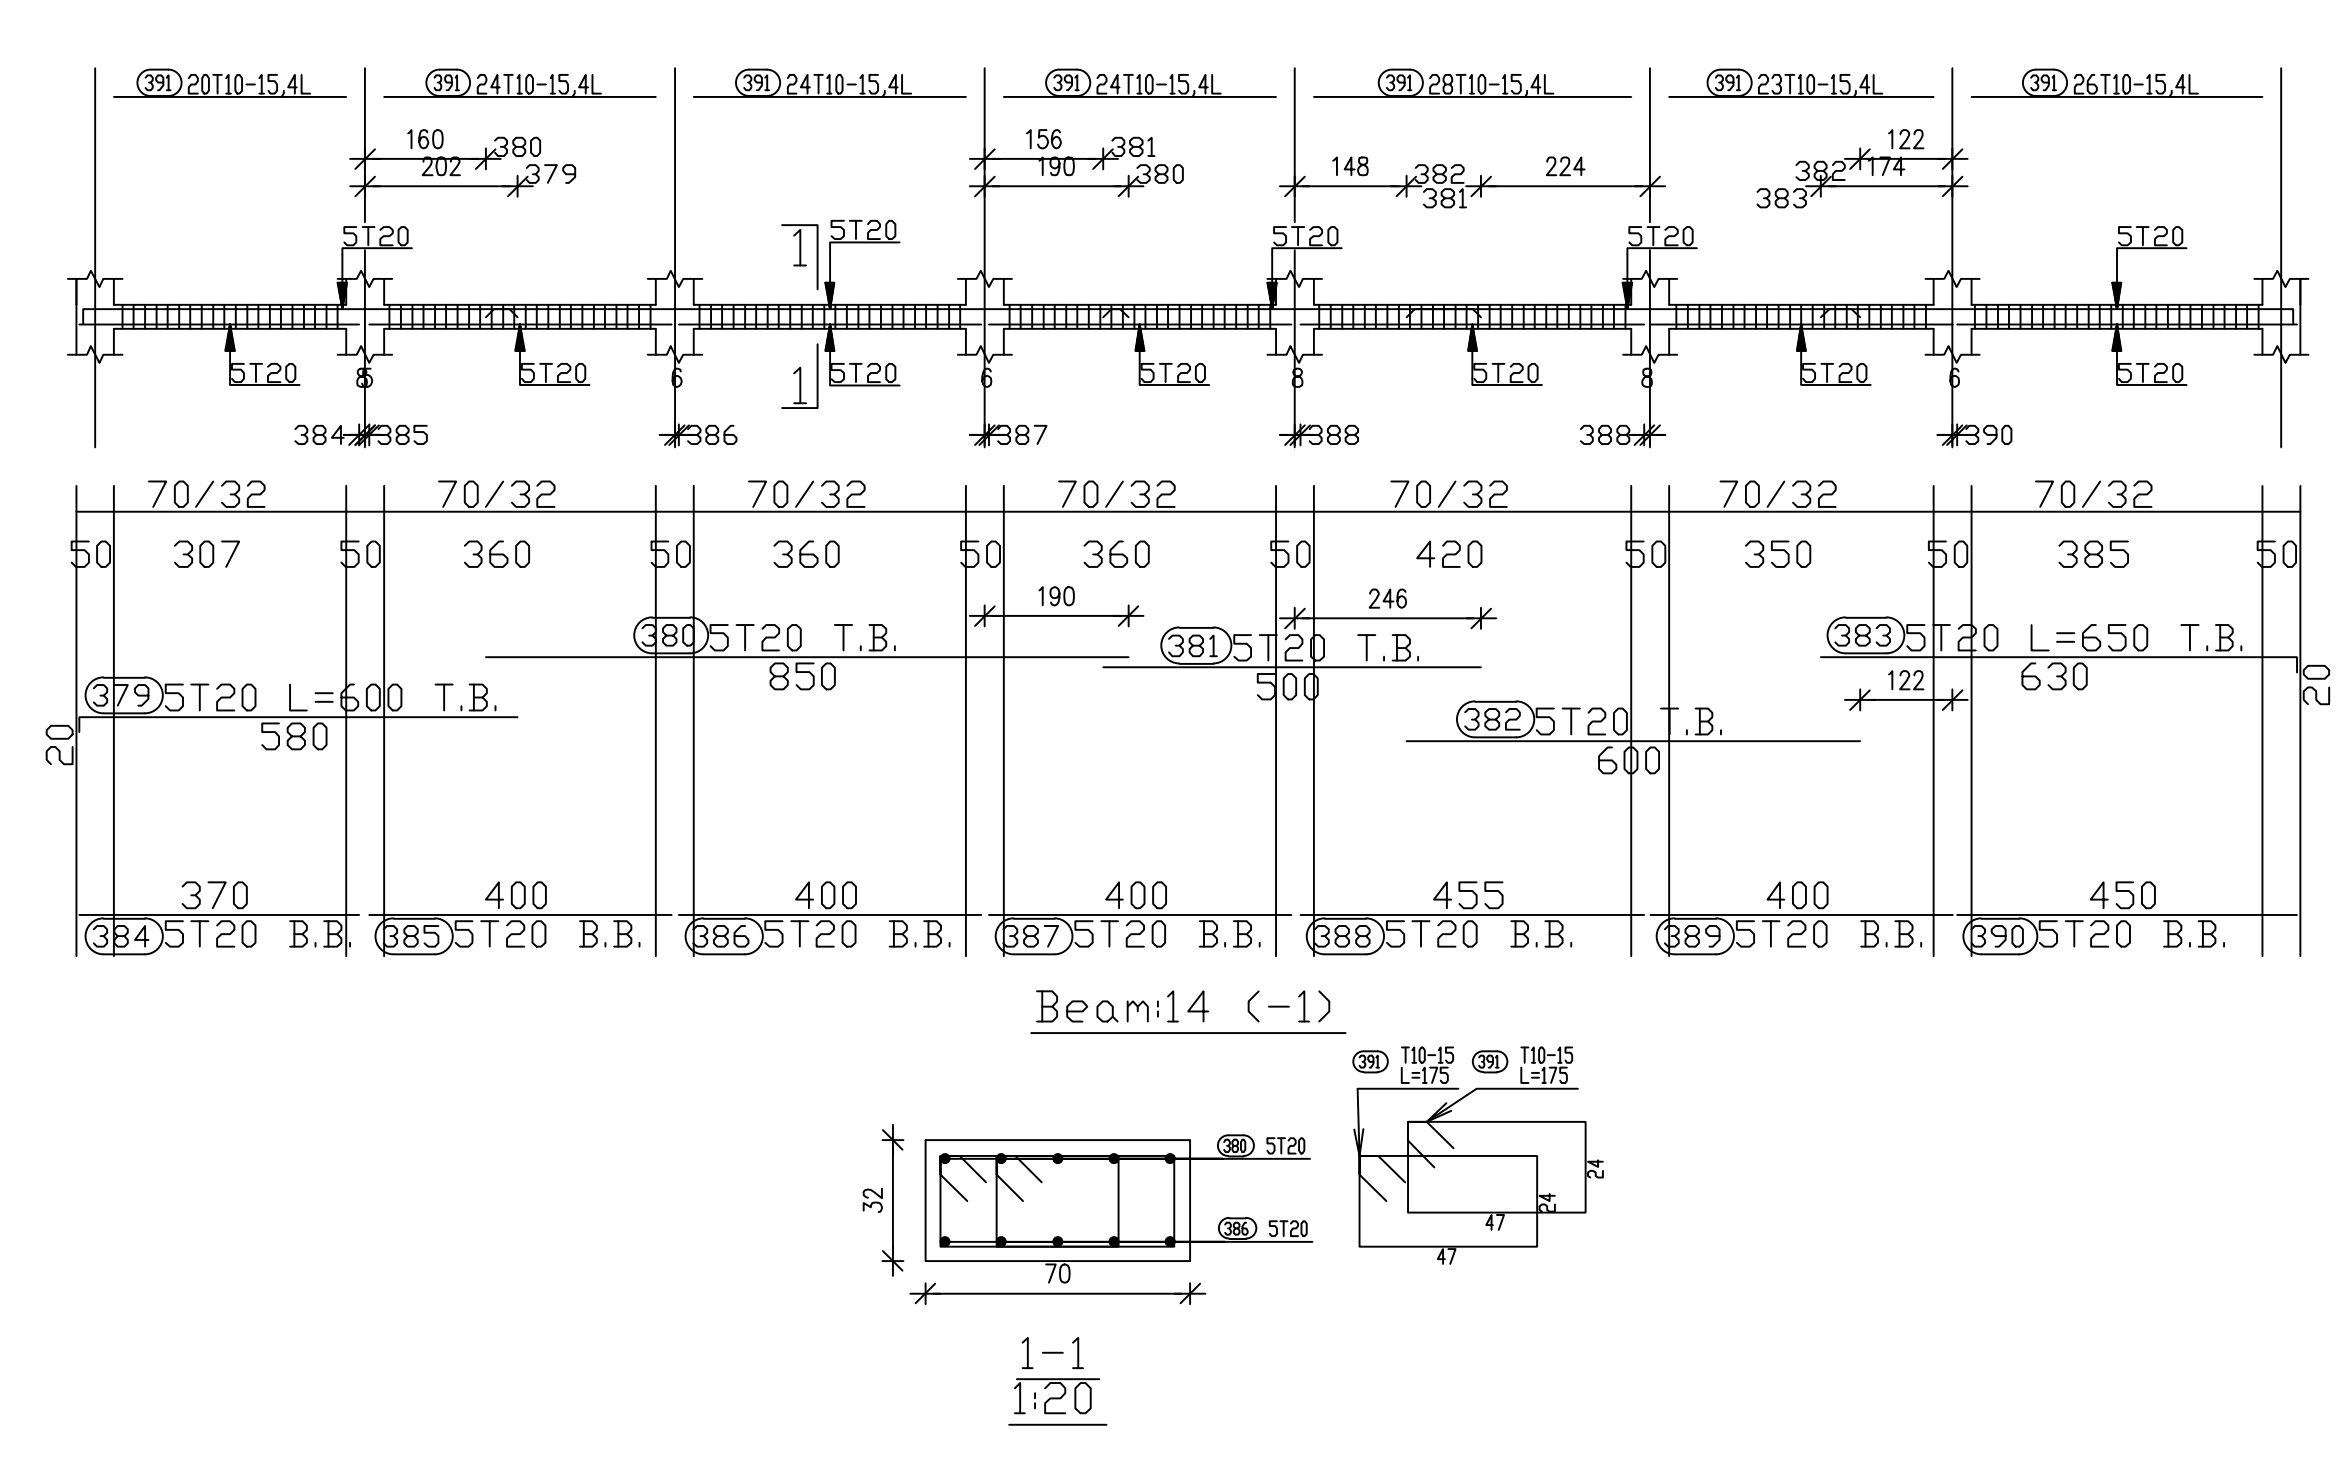 391 20T10-15,4L 391 24T10-15,4L 391 24T10-15,4L 391 24T10-15,4L 391 28T10-15,4L 391 23T10-15,4L 391 26T10-15,4L
160 380 156 381 122
202 379 190 380 148 382 224 382 174
381 383
5T20 5T20 5T20 5T20 5T20
1
5T20 5T20 5T20 5T20 5T20 5T20 5T20
8 5 6 1 6 8 8 6
384 385 386 387 388 388 390
70/32 70/32 70/32 70/32 70/32 70/32 70/32
50 307 50 360 50 360 50 360 50 420 50 350 50 385 50
190 246
380 5T20 T.B. 381 5T20 T.B. 383 5T20 L=650 T.B.
850 500 122 630 20
379 5T20 L=600 T.B. 382 5T20 T.B.
20 580 600
370 400 400 400 455 400 450
384 5T20 B.B. 385 5T20 B.B. 386 5T20 B.B. 387 5T20 B.B. 388 5T20 B.B. 389 5T20 B.B. 390 5T20 B.B.
Beam:14 (-1)
391 T10-15 391 T10-15
L=175 L=175
380 5T20
32
24
24
386 5T20
47
47
70
1-1
1:20